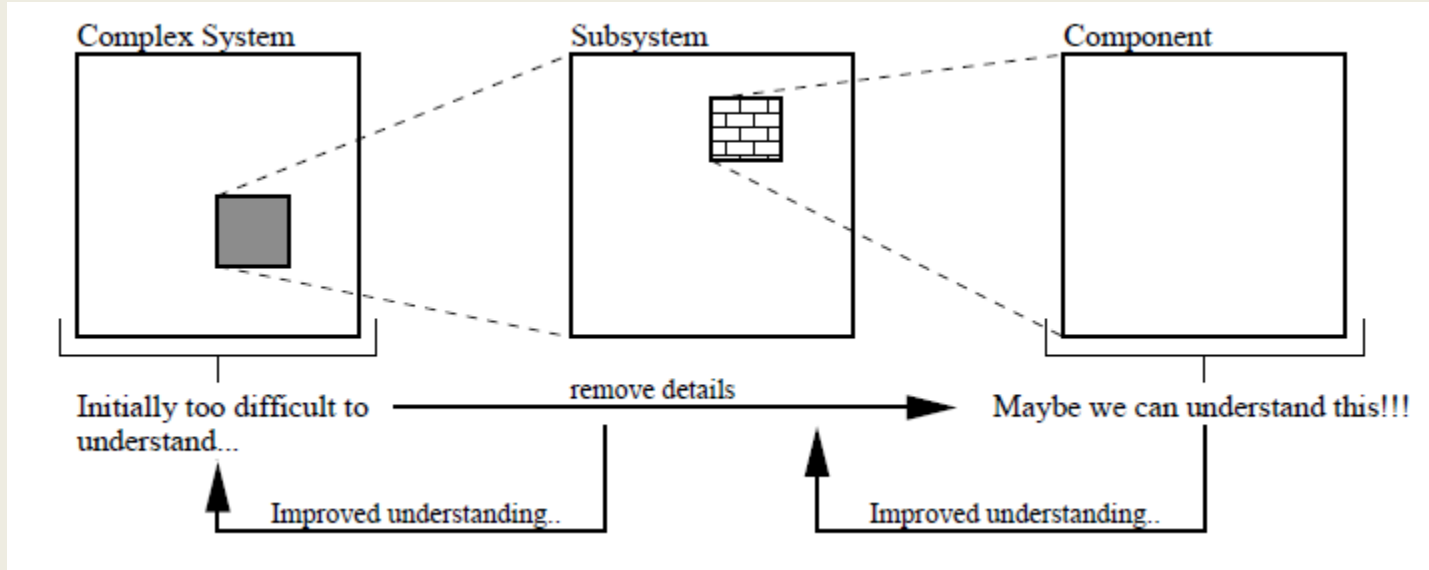 Complex System
Subsystem
Component
remove details
Initially too difficult to
understand...
Maybe we can understand this!!!
Improved understanding..
Improved understanding..